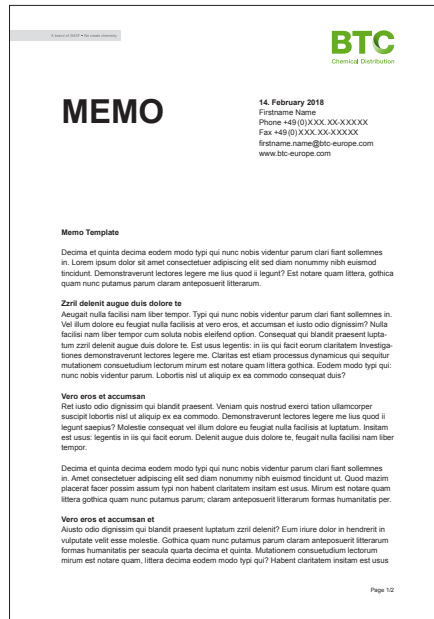 A brand of BASF – We create chemistry
BTC
Chemical Distribution
MEMO
14. February 2018
Firstname Name
Phone +49 (0)XXX. XX-XXXXX
Fax +49 (0)XXX. XX-XXXXX
firstname.name@btc-europe.com
www.btc-europe.com
Memo Template
Decima et quinta decima eodem modo typi qui nunc nobis videntur parum clari fiant sollemnes
in. Lorem ipsum dolor sit amet consectetuer adipiscing elit sed diam nonummy nibh euismod
tincidunt. Demonstraverunt lectores legere me lius quod ii legunt? Est notare quam littera, gothica
quam nunc putamus parum claram anteposuerit litterarum.
Zzril delenit augue duis dolore te
Aeugait nulla facilisi nam liber tempor. Typi qui nunc nobis videntur parum clari fiant sollemnes in.
Vel illum dolore eu feugiat nulla facilisis at vero eros, et accumsan et iusto odio dignissim? Nulla
facilisi nam liber tempor cum soluta nobis eleifend option. Consequat qui blandit praesent lupta-
tum zzril delenit augue duis dolore te. Est usus legentis: in iis qui facit eorum claritatem Investiga-
tiones demonstraverunt lectores legere me. Claritas est etiam processus dynamicus qui sequitur
mutationem consuetudium lectorum mirum est notare quam littera gothica. Eodem modo typi qui:
nunc nobis videntur parum. Lobortis nisl ut aliquip ex ea commodo consequat duis?
Vero eros et accumsan
Ret iusto odio dignissim qui blandit praesent. Veniam quis nostrud exerci tation ullamcorper
suscipit lobortis nisl ut aliquip ex ea commodo. Demonstraverunt lectores legere me lius quod ii
legunt saepius? Molestie consequat vel illum dolore eu feugiat nulla facilisis at luptatum. Insitam
est usus: legentis in iis qui facit eorum. Delenit augue duis dolore te, feugait nulla facilisi nam liber
tempor.
Decima et quinta decima eodem modo typi qui nunc nobis videntur parum clari fiant sollemnes
in. Amet consectetuer adipiscing elit sed diam nonummy nibh euismod tincidunt ut. Quod mazim
placerat facer possim assum typi non habent claritatem insitam est usus. Mirum est notare quam
littera gothica quam nunc putamus parum; claram anteposuerit litterarum formas humanitatis per.
Vero eros et accumsan et
Aiusto odio dignissim qui blandit praesent luptatum zzril delenit? Eum iriure dolor in hendrerit in
vulputate velit esse molestie. Gothica quam nunc putamus parum claram anteposuerit litterarum
formas humanitatis per seacula quarta decima et quinta. Mutationem consuetudium lectorum
mirum est notare quam, littera decima eodem modo typi qui? Habent claritatem insitam est usus
Page 1/2